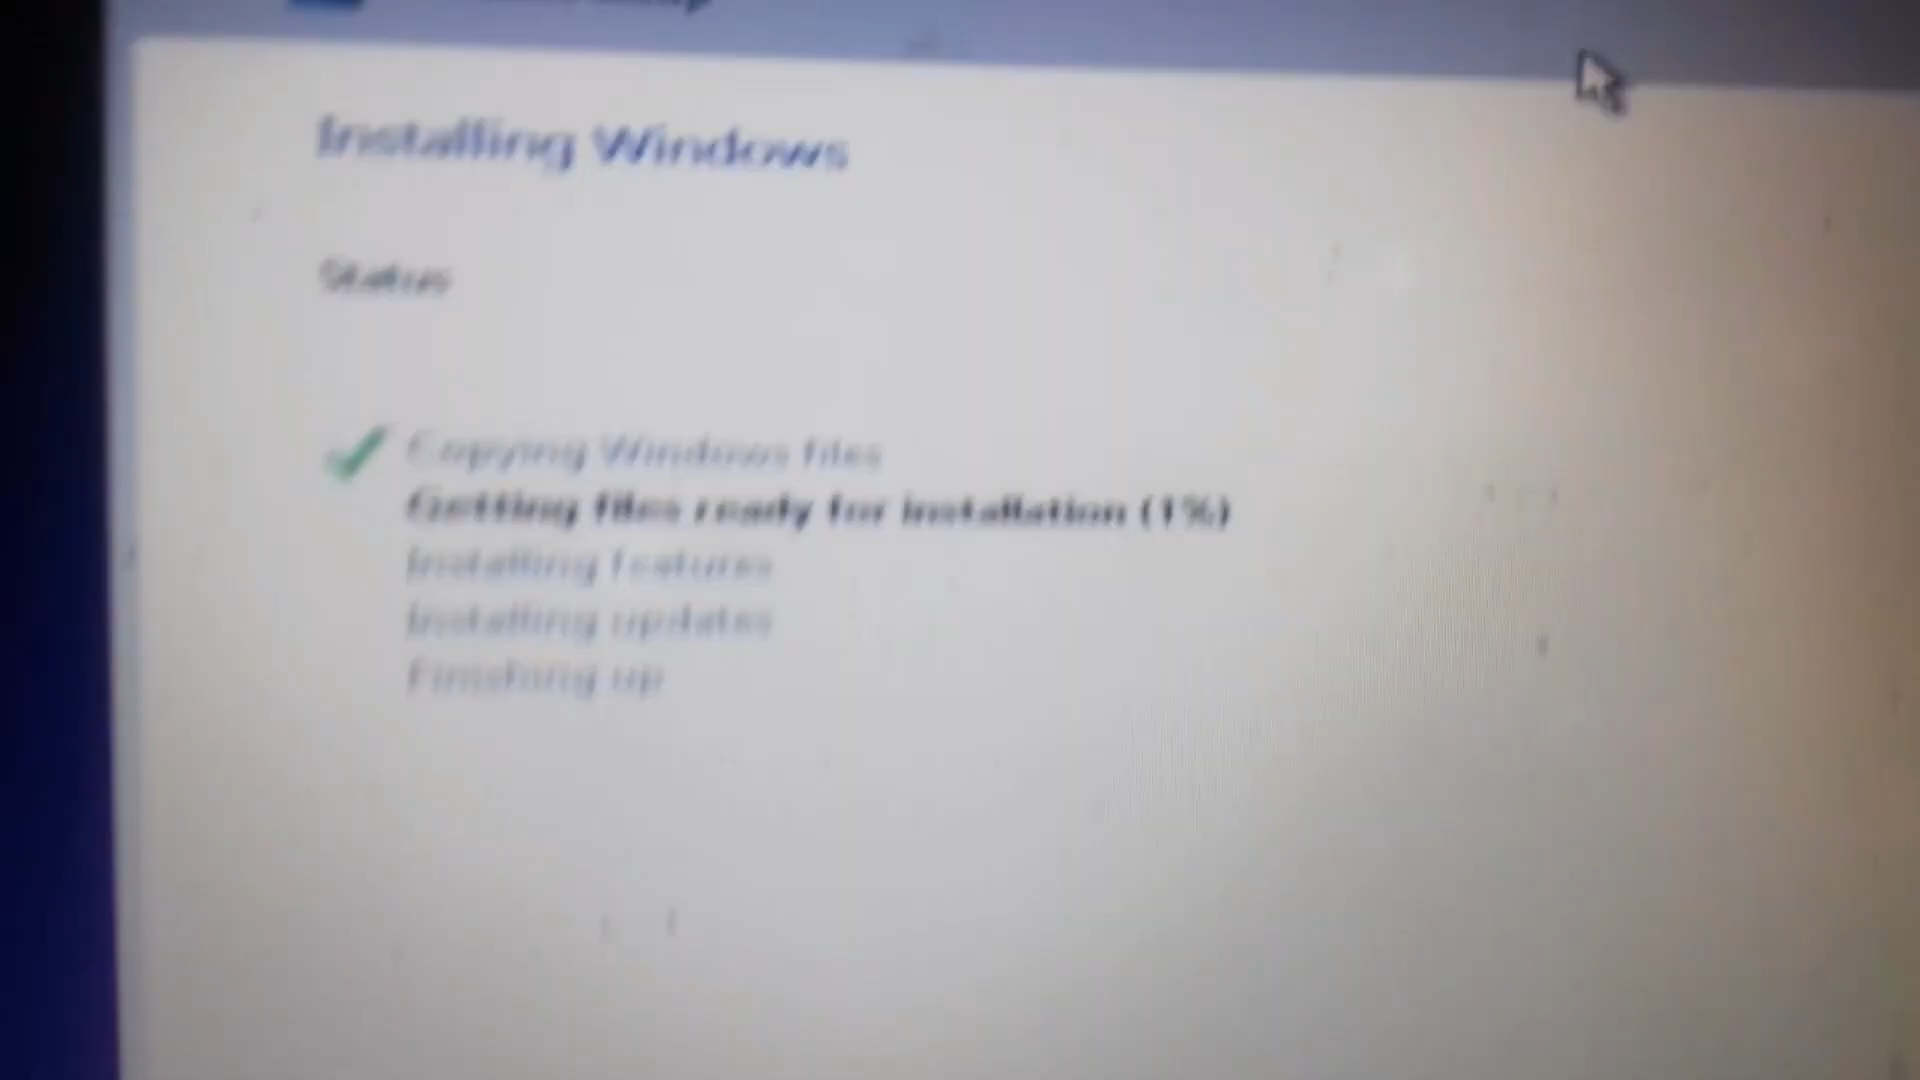 Installing Windows
Status
Copying Windows files
Getting files ready for installation (1%)
Installing features
Installing updates
Finishing up